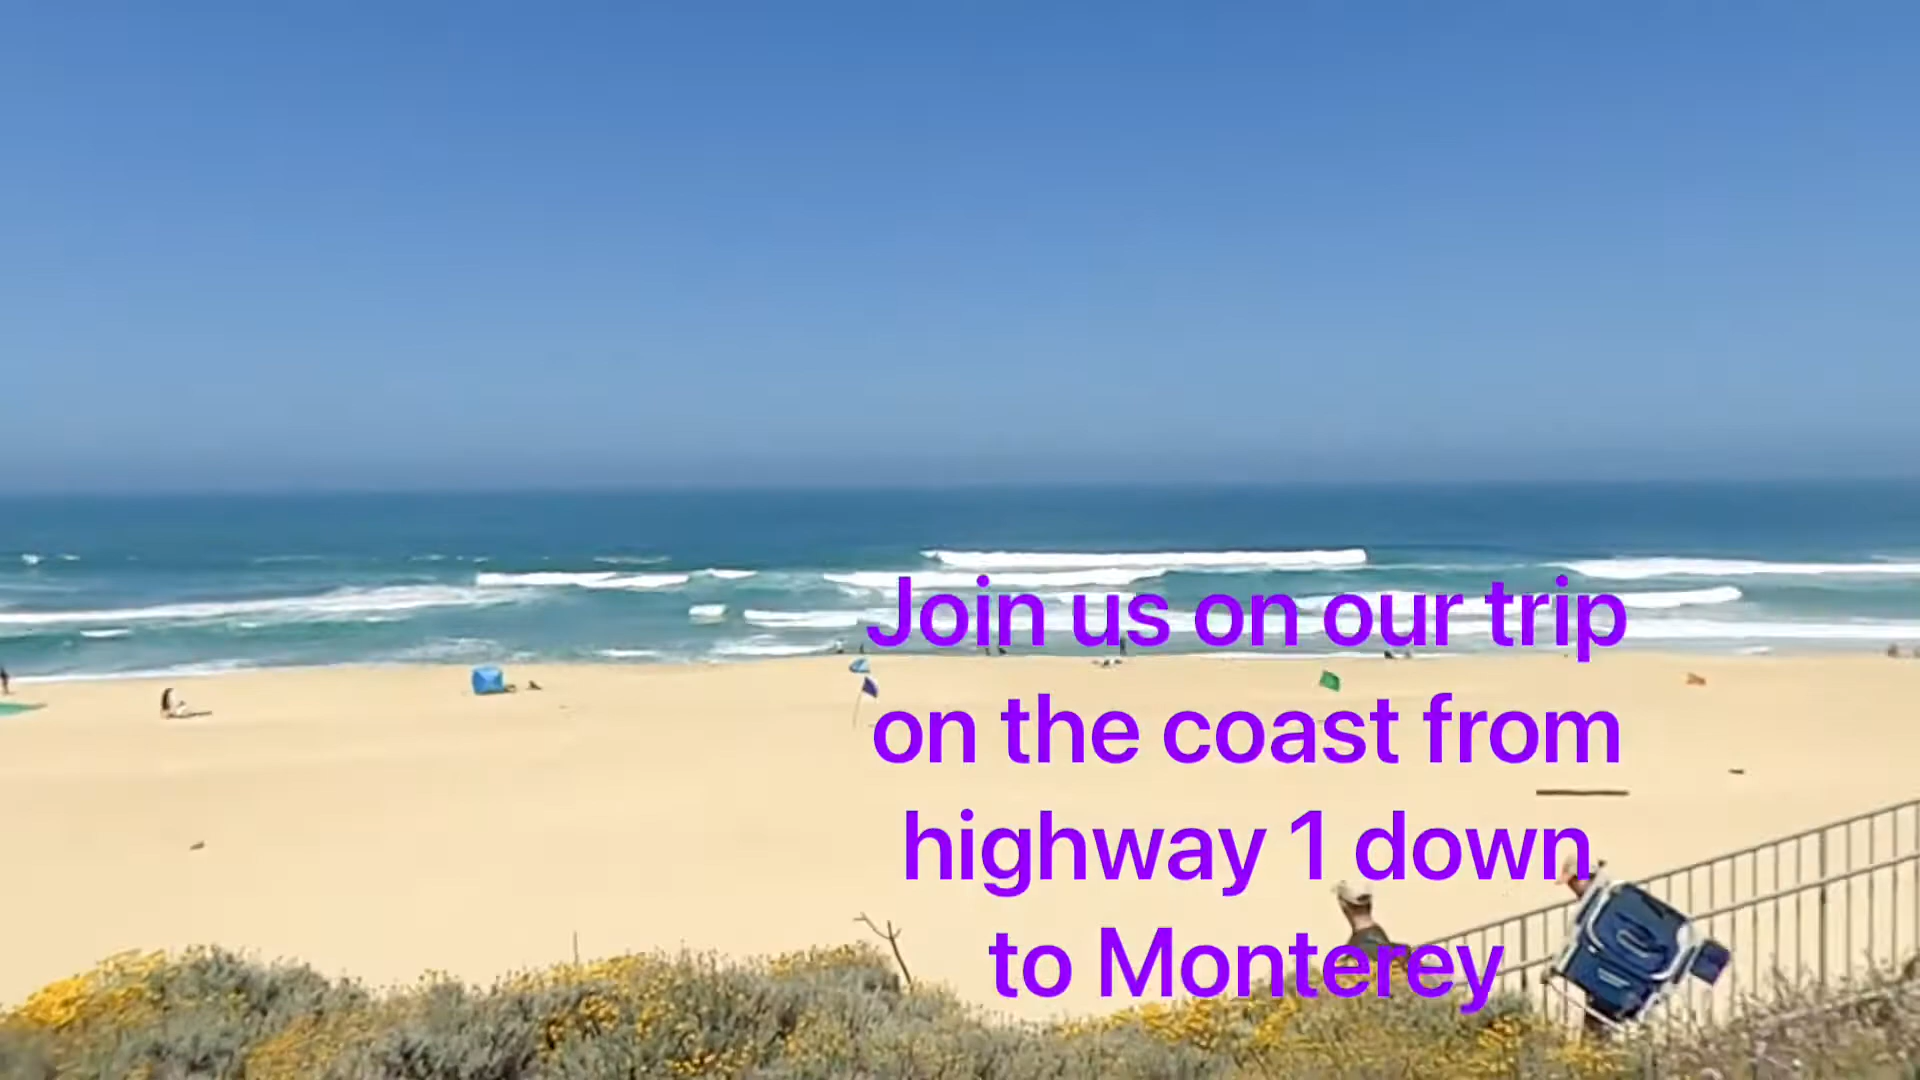 Join us on our trip
on the coast from
highway 1 down
to Monterey